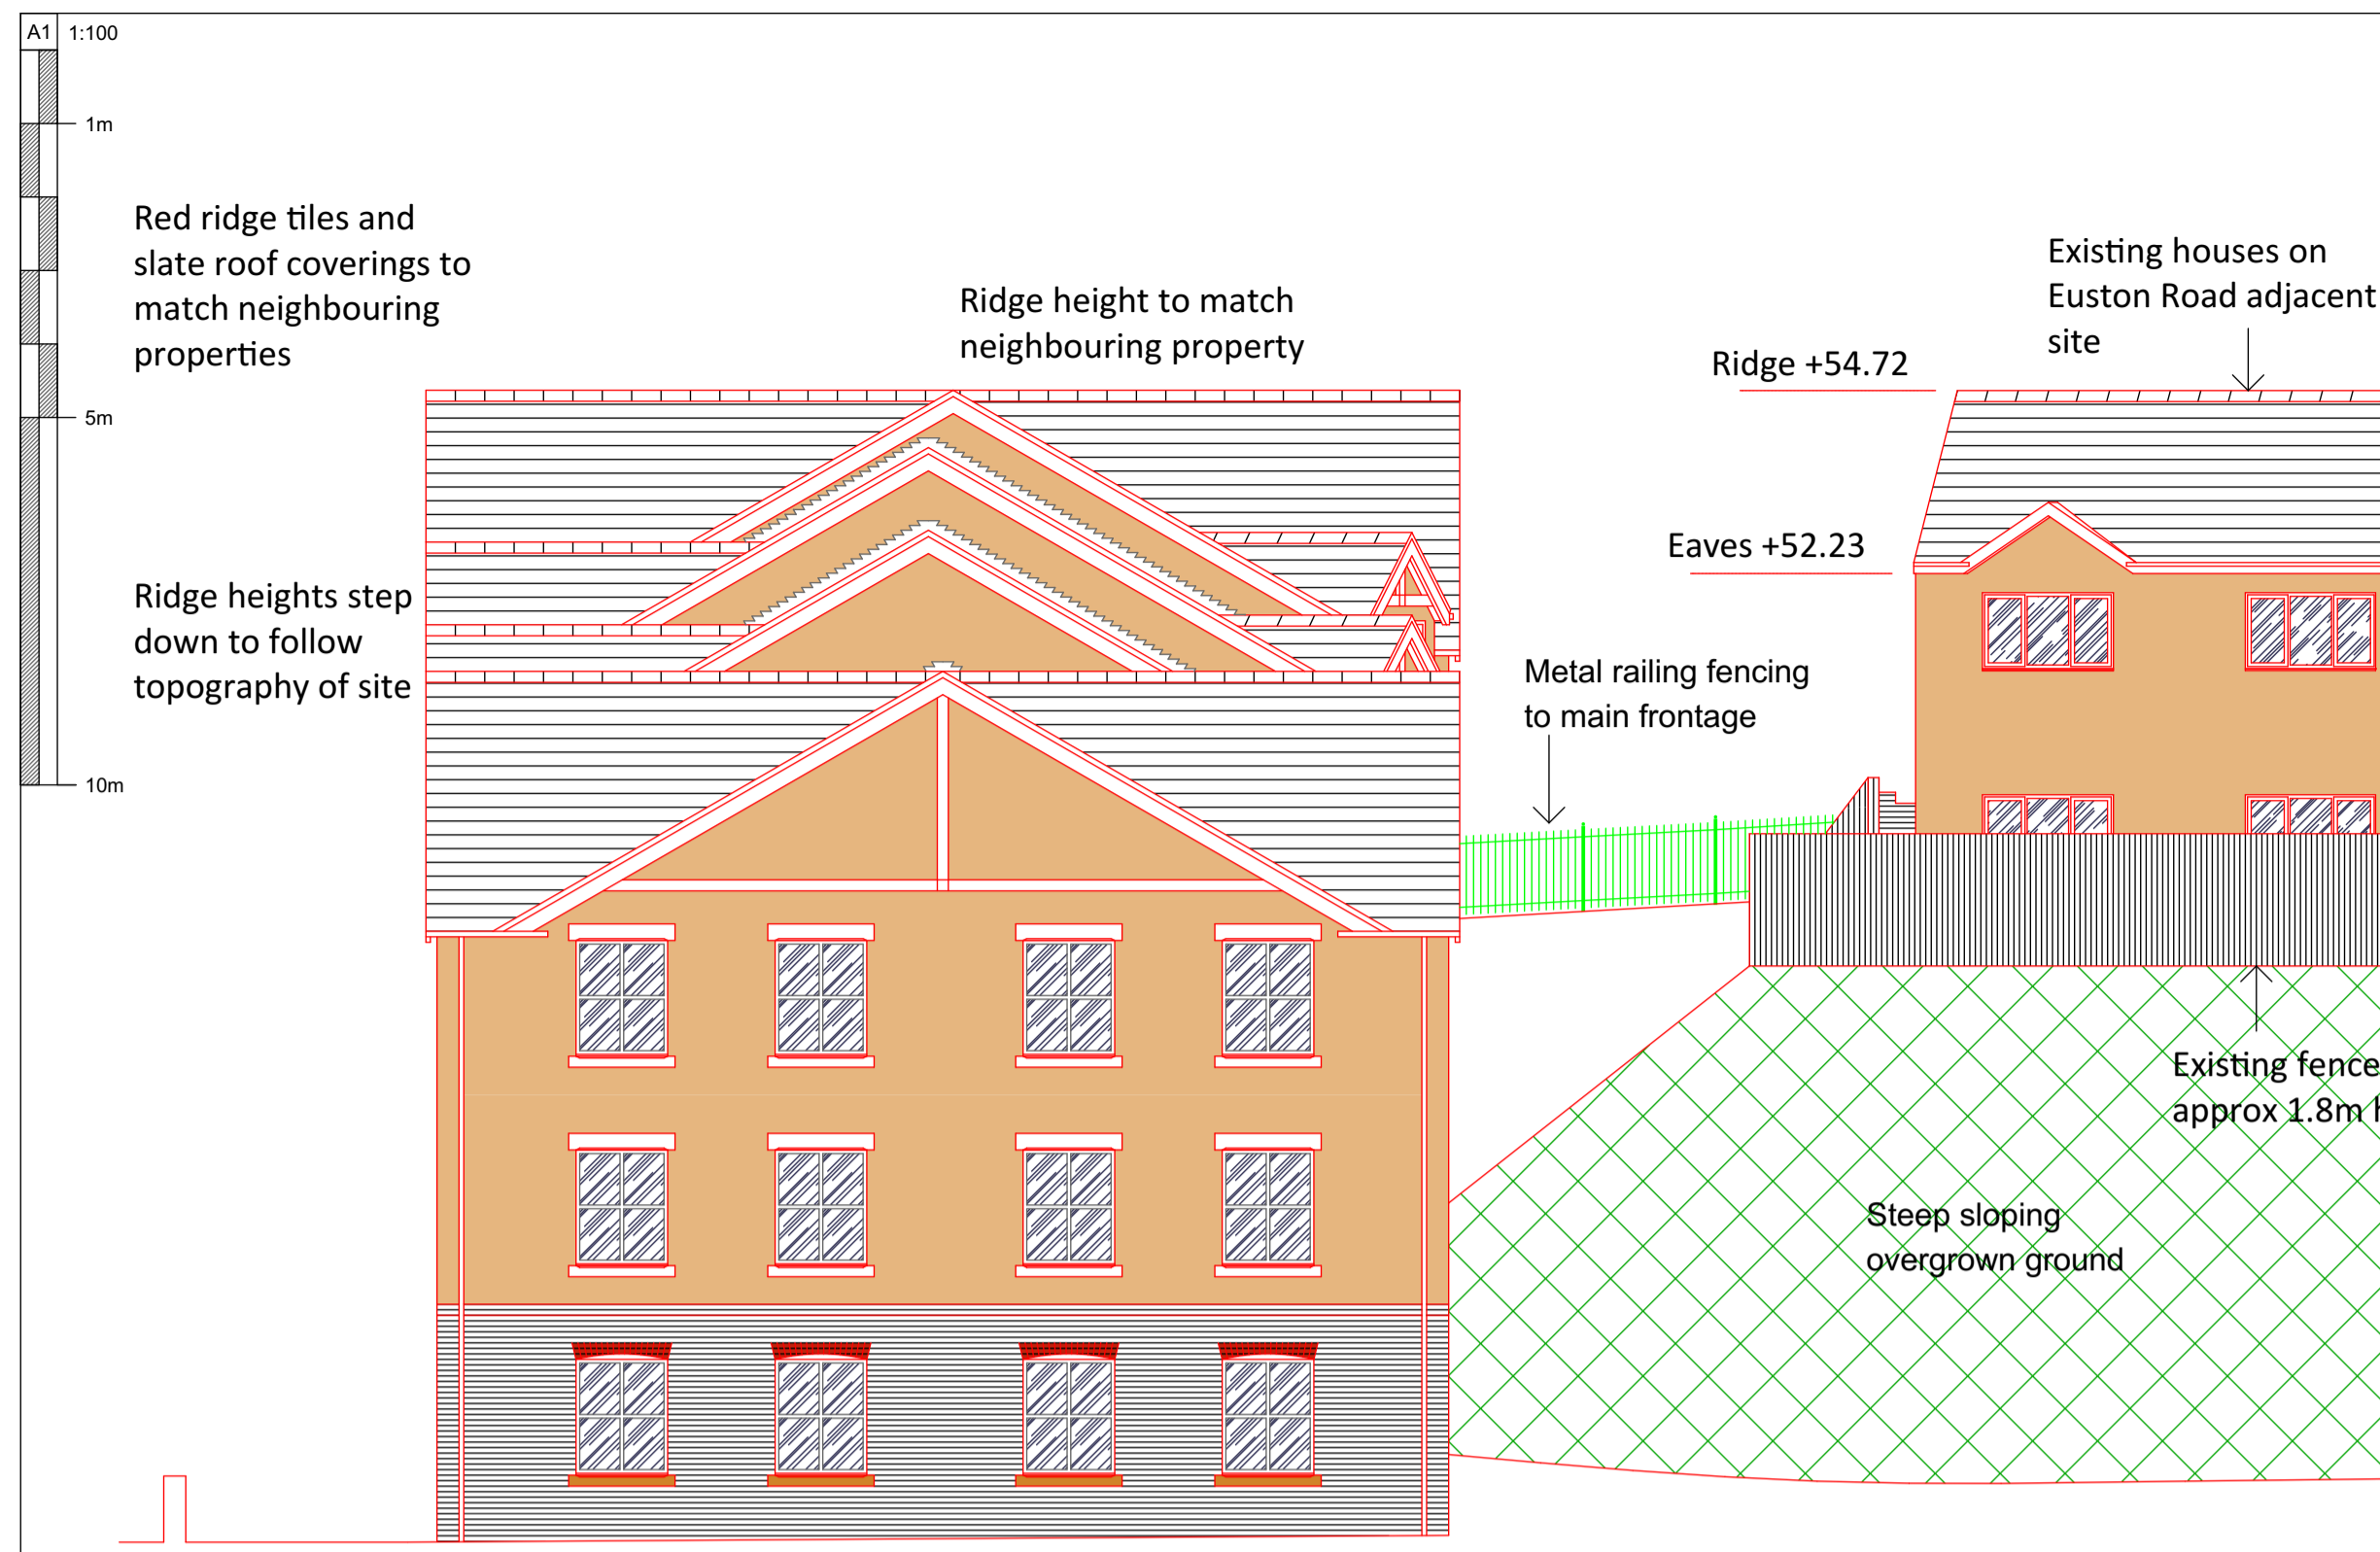 A1 1:100
1m
5m
10m
Red ridge tiles and
slate roof coverings to
match neighbouring
properties
Ridge height to match
neighbouring property
Existing houses on
Euston Road adjacent
site
Ridge +54.72
Eaves +52.23
Ridge heights step
down to follow
topography of site
Metal railing fencing
to main frontage
Existing fence
approx 1.8m
Steep sloping
overgrown ground